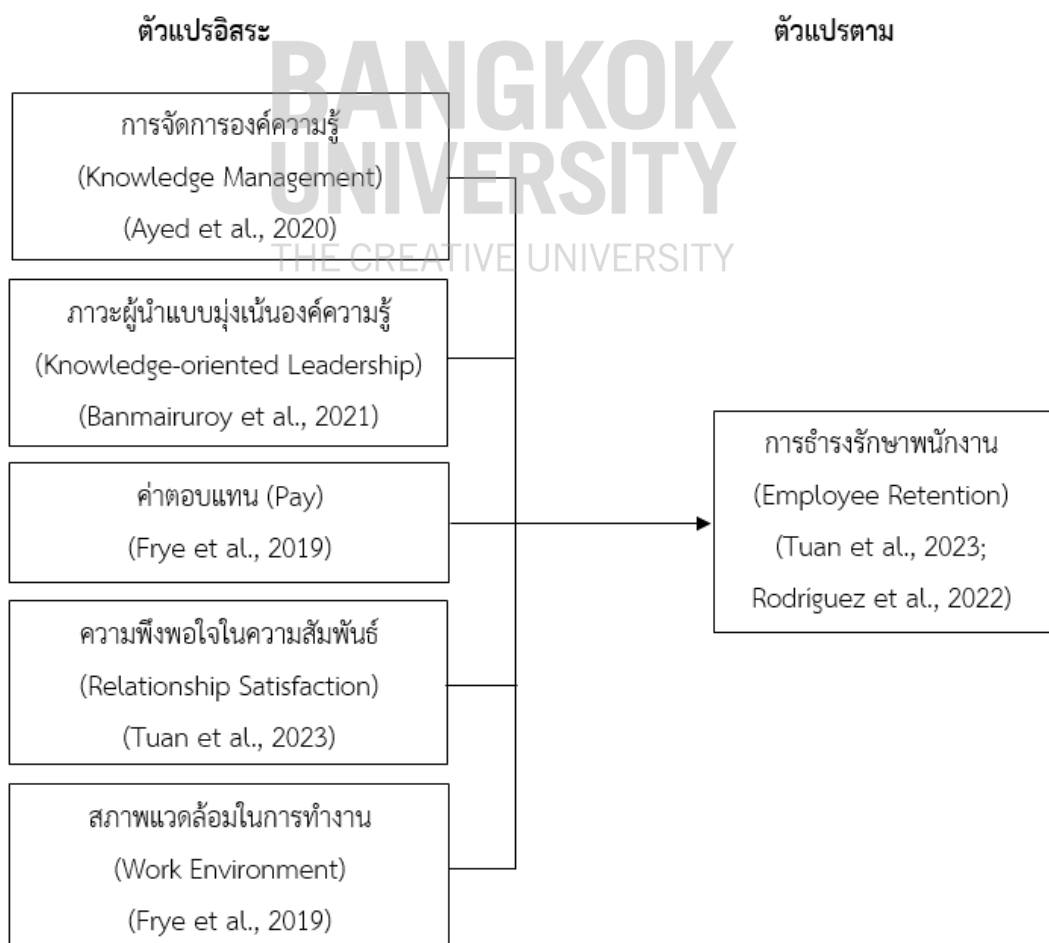 ตัวแปรอิสระ
ตัวแปรตาม
BANGKOK
UNIVERSITY
THE CREATIVE UNIVERSITY
การจัดการองค์ความรู้
(Knowledge Management)
(Ayed et al., 2020)
ภาวะผู้นำแบบมุ่งเน้นองค์ความรู้
(Knowledge-oriented Leadership)
(Banmairuroy et al., 2021)
ค่าตอบแทน (Pay)
(Frye et al., 2019)
ความพึงพอใจในความสัมพันธ์
(Relationship Satisfaction)
(Tuan et al., 2023)
สภาพแวดล้อมในการทำงาน
(Work Environment)
(Frye et al., 2019)
การธำรงรักษาพนักงาน
(Employee Retention)
(Tuan et al., 2023;
Rodríguez et al., 2022)